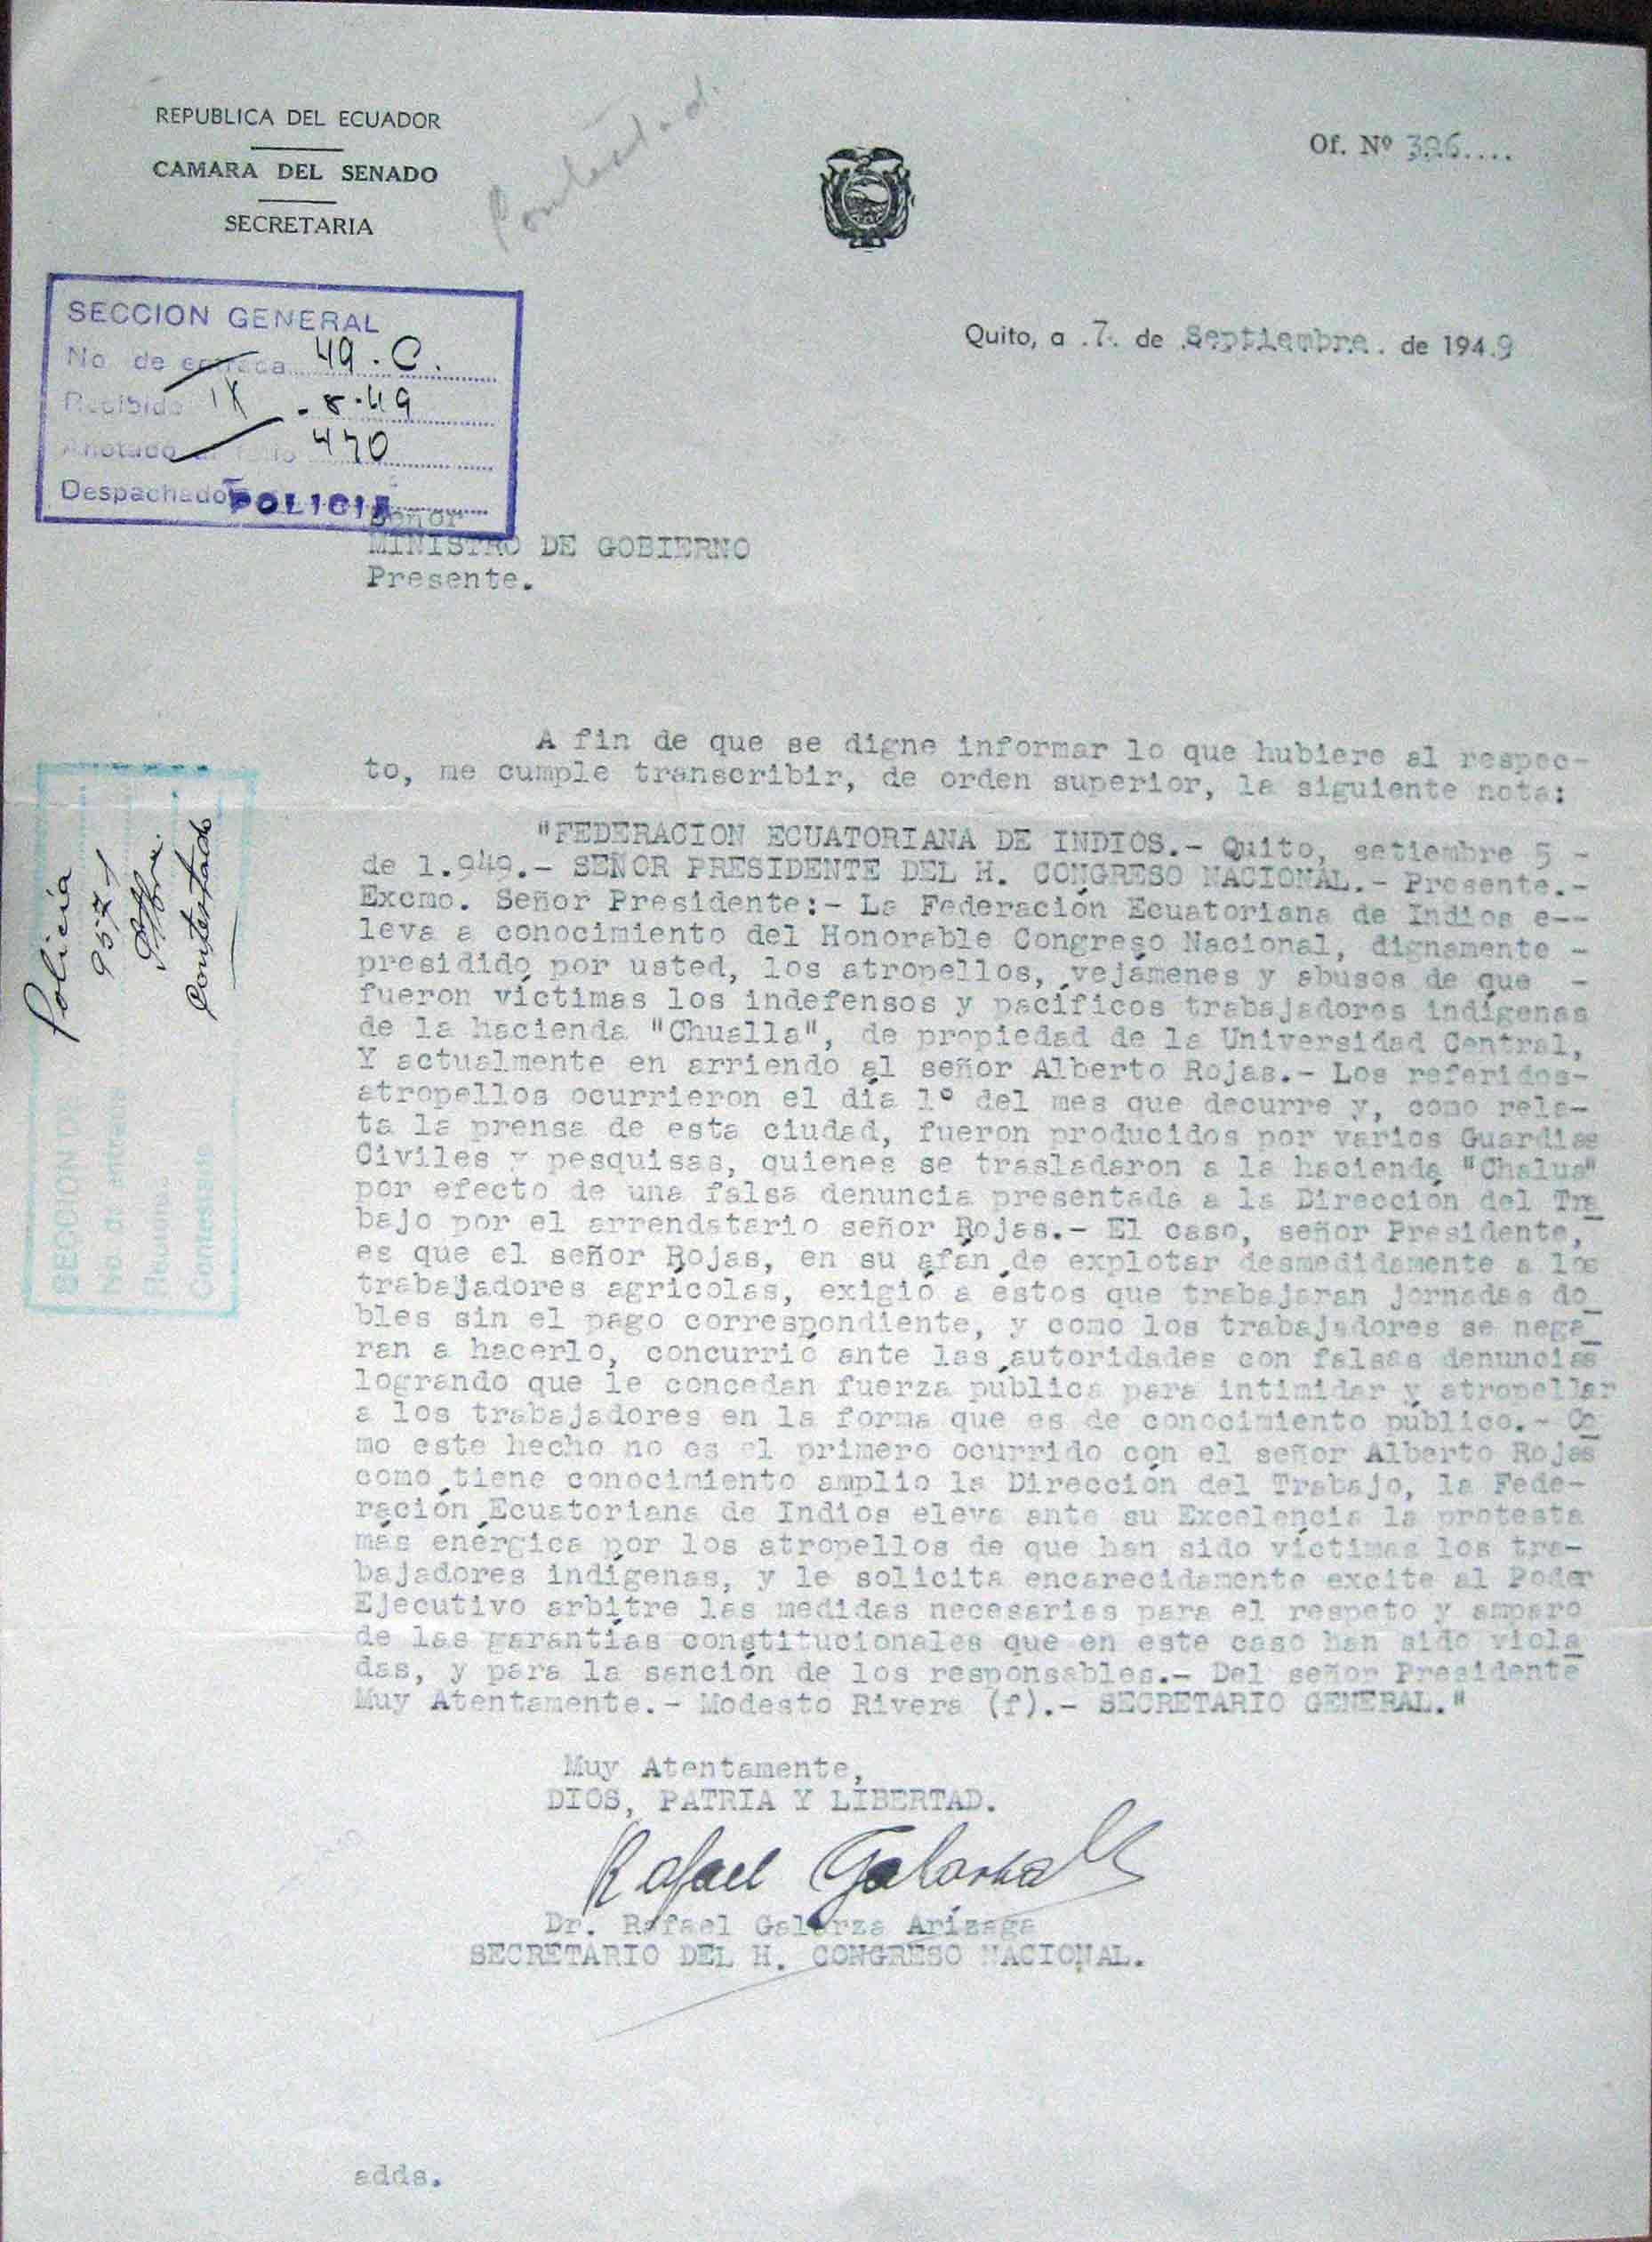 REPUBLICA DEL ECUADOR
CAMARA DEL SENADO
SECRETARIA
Of. Nº 396....
Quito, a .7. de .Septiembre. de 1949
SECCION GENERAL
No. de 49. C.
Recibido IX - 8-49
Anotado 470
Despachado POLICIA
Señor
MINISTRO DE GOBIERNO
Presente.
A fin de que se digne informar lo que hubiere al respec-
to, me cumple transcribir, de orden superior, la siguiente nota:
"FEDERACION ECUATORIANA DE INDIOS.- Quito, setiembre 5 -
de 1.949.- SEÑOR PRESIDENTE DEL H. CONGRESO NACIONAL.- Presente.-
Excmo. Señor Presidente:- La Federación Ecuatoriana de Indios e--
leva a conocimiento del Honorable Congreso Nacional, dignamente -
presidido por usted, los atropellos, vejámenes y abusos de que -
fueron víctimas los indefensos y pacíficos trabajadores indígenas
de la hacienda "Chualla", de propiedad de la Universidad Central,
Y actualmente en arriendo al señor Alberto Rojas.- Los referidos-
atropellos ocurrieron el día 1º del mes que decurre y, como rela-
ta la prensa de esta ciudad, fueron producidos por varios Guardias
Civiles y pesquisas, quienes se trasladaron a la hacienda "Chalua"
por efecto de una falsa denuncia presentada a la Dirección del Tra
bajo por el arrendatario señor Rojas.- El caso, señor Presidente,
es que el señor Rojas, en su afán de explotar desmedidamente a los
trabajadores agrícolas, exigió a éstos que trabajaran jornadas do
bles sin el pago correspondiente, y como los trabajadores se nega
ran a hacerlo, concurrió ante las autoridades con falsas denuncias
logrando que le concedan fuerza pública para intimidar y atropellar
a los trabajadores en la forma que es de conocimiento público.- Co
mo este hecho no es el primero ocurrido con el señor Alberto Rojas
como tiene conocimiento amplio la Dirección del Trabajo, la Fede-
ración Ecuatoriana de Indios eleva ante su Excelencia la protesta
más enérgica por los atropellos de que han sido víctimas los tra-
bajadores indígenas, y le solicita encarecidamente excite al Poder
Ejecutivo arbitre las medidas necesarias para el respeto y amparo
de las garantías constitucionales que en este caso han sido viola
das, y para la sanción de los responsables.- Del señor Presidente
Muy Atentamente.- Modesto Rivera (f).- SECRETARIO GENERAL."
Muy Atentamente,
DIOS, PATRIA Y LIBERTAD.
Rafael Galarza
Dr. Rafael Galarza Arízaga
SECRETARIO DEL H. CONGRESO NACIONAL.
adds.
SECCION DE
No. de entrada
Contestado
Policía
957
Contestado